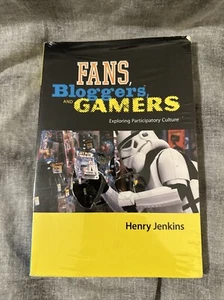 FANS,
Bloggers,
AND GAMERS
Exploring Participatory Culture
Henry Jenkins